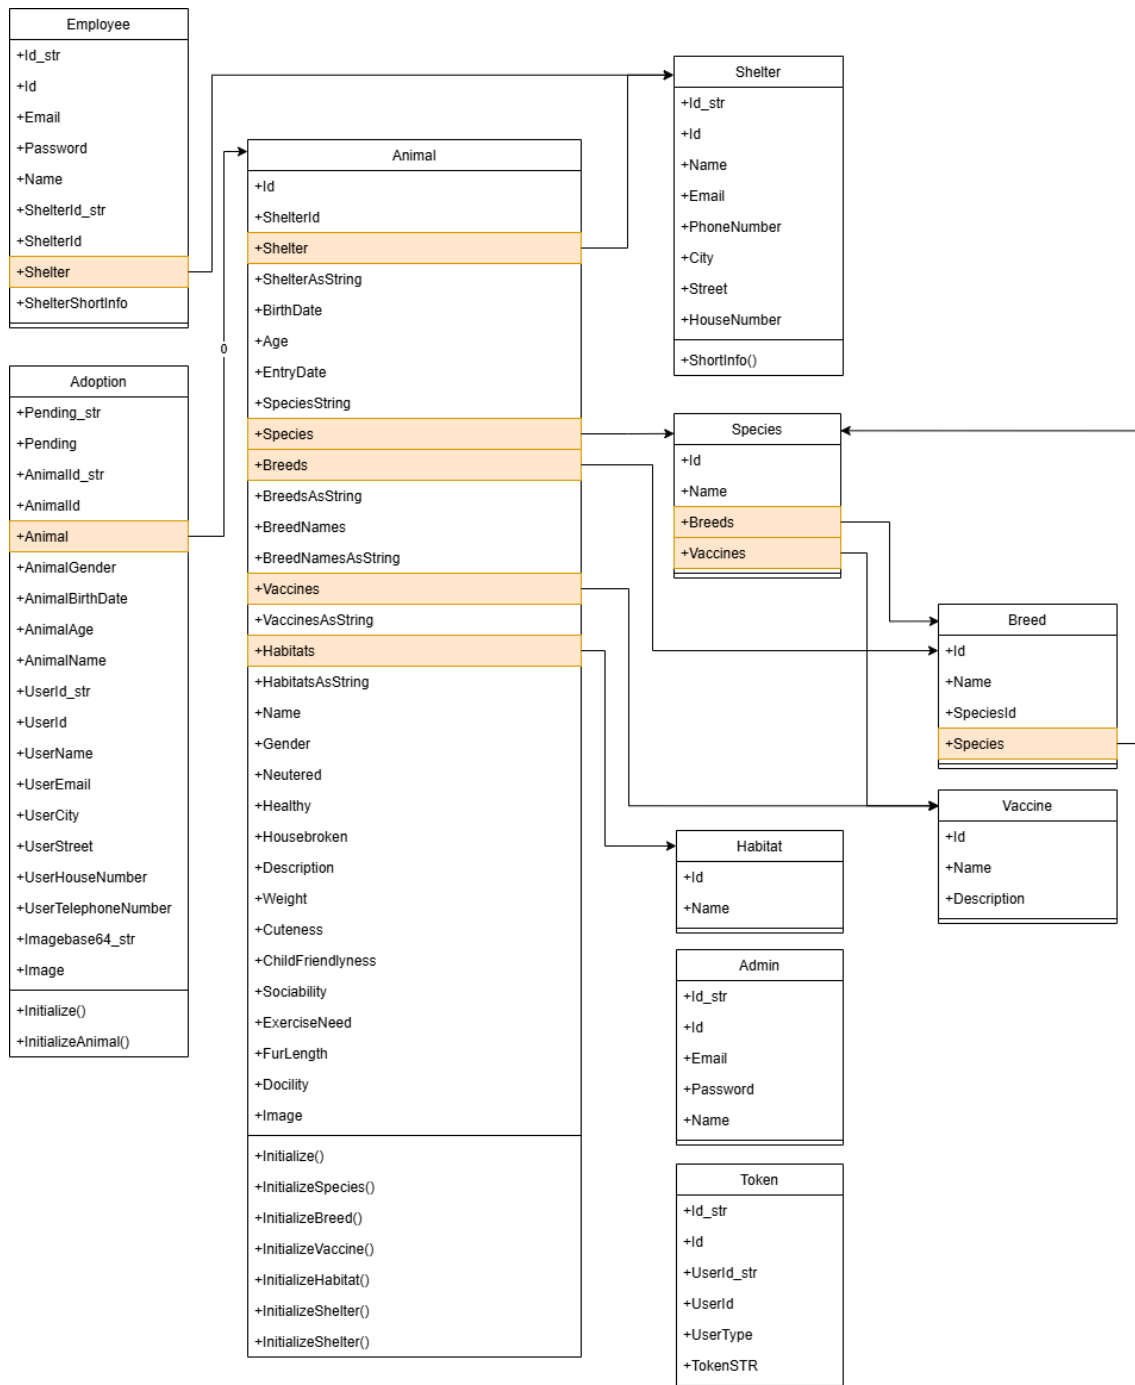 Employee
+Id_str
+Id
+Email
+Password
+Name
+ShelterId_str
+ShelterId
+Shelter
+ShelterShortInfo
Adoption
+Pending_str
+Pending
+AnimalId_str
+AnimalId
+Animal
+AnimalGender
+AnimalBirthDate
+AnimalAge
+AnimalName
+UserId_str
+UserId
+UserName
+UserEmail
+UserCity
+UserStreet
+UserHouseNumber
+UserTelephoneNumber
+Imagebase64_str
+Image
+Initialize()
+InitializeAnimal()
0
Animal
+Id
+ShelterId
+Shelter
+ShelterAsString
+BirthDate
+Age
+EntryDate
+SpeciesString
+Species
+Breeds
+BreedsAsString
+BreedNames
+BreedNamesAsString
+Vaccines
+VaccinesAsString
+Habitats
+HabitatsAsString
+Name
+Gender
+Neutered
+Healthy
+Housebroken
+Description
+Weight
+Cuteness
+ChildFriendlyness
+Sociability
+ExerciseNeed
+FurLength
+Docility
+Image
+Initialize()
+InitializeSpecies()
+InitializeBreed()
+InitializeVaccine()
+InitializeHabitat()
+InitializeShelter()
+InitializeShelter()
Shelter
+Id_str
+Id
+Name
+Email
+PhoneNumber
+City
+Street
+HouseNumber
+ShortInfo()
Species
+Id
+Name
+Breeds
+Vaccines
Breed
+Id
+Name
+SpeciesId
+Species
Vaccine
+Id
+Name
+Description
Habitat
+Id
+Name
Admin
+Id_str
+Id
+Email
+Password
+Name
Token
+Id_str
+Id
+UserId_str
+UserId
+UserType
+TokenSTR